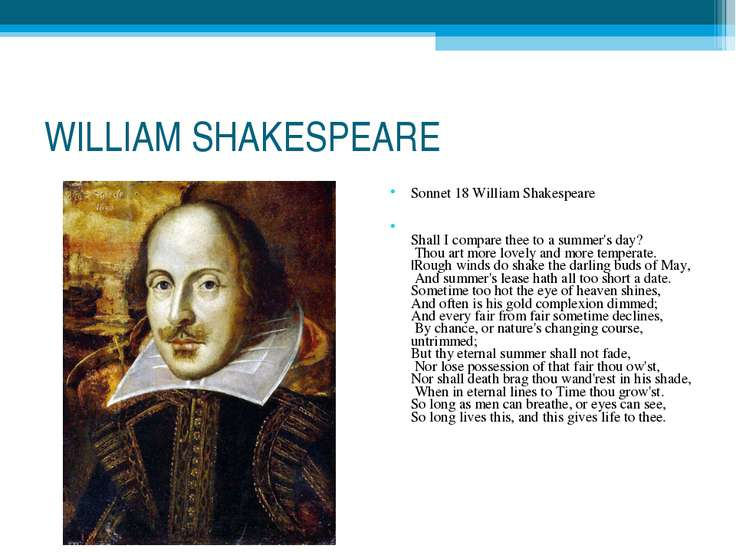 WILLIAM SHAKESPEARE
Sonnet 18 William Shakespeare
Shall I compare thee to a summer's day?
Thou art more lovely and more temperate.
Rough winds do shake the darling buds of May,
And summer's lease hath all too short a date.
Sometime too hot the eye of heaven shines,
And often is his gold complexion dimmed;
And every fair from fair sometime declines,
By chance, or nature's changing course,
untrimmed;
But thy eternal summer shall not fade,
Nor lose possession of that fair thou ow'st,
Nor shall death brag thou wand'rest in his shade,
When in eternal lines to Time thou grow'st.
So long as men can breathe, or eyes can see,
So long lives this, and this gives life to thee.